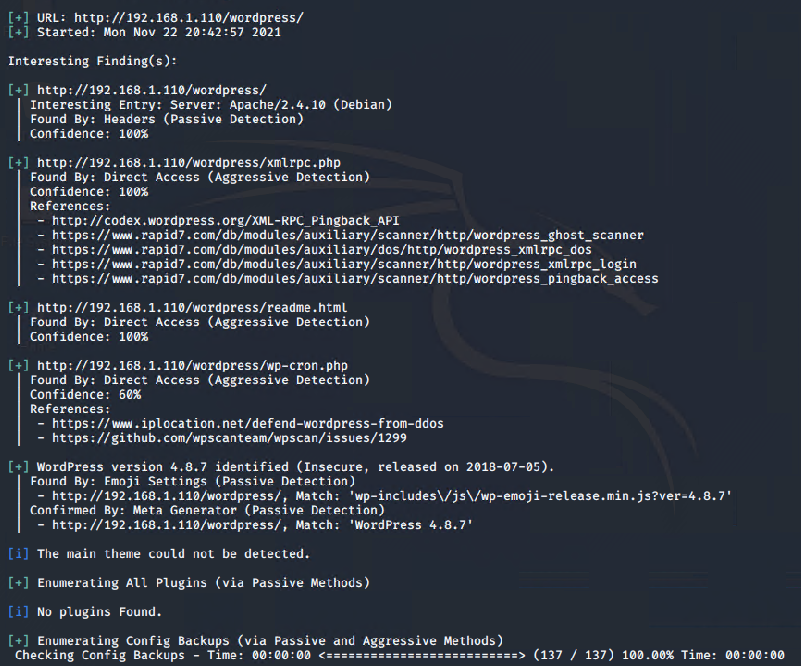 [+] URL: http://192.168.1.110/wordpress/
[+] Started: Mon Nov 22 20:42:57 2021
Interesting Finding(s):
[+] http://192.168.1.110/wordpress/
| Interesting Entry: Server: Apache/2.4.10 (Debian)
| Found By: Headers (Passive Detection)
| Confidence: 100%
[+] http://192.168.1.110/wordpress/xmlrpc.php
| Found By: Direct Access (Aggressive Detection)
| Confidence: 100%
| References:
|  - http://codex.wordpress.org/XML-RPC_Pingback_API
|  - https://www.rapid7.com/db/modules/auxiliary/scanner/http/wordpress_ghost_scanner
|  - https://www.rapid7.com/db/modules/auxiliary/dos/http/wordpress_xmlrpc_dos
|  - https://www.rapid7.com/db/modules/auxiliary/scanner/http/wordpress_xmlrpc_login
|  - https://www.rapid7.com/db/modules/auxiliary/scanner/http/wordpress_pingback_access
[+] http://192.168.1.110/wordpress/readme.html
| Found By: Direct Access (Aggressive Detection)
| Confidence: 100%
[+] http://192.168.1.110/wordpress/wp-cron.php
| Found By: Direct Access (Aggressive Detection)
| Confidence: 60%
| References:
|  - https://www.iplocation.net/defend-wordpress-from-ddos
|  - https://github.com/wpscanteam/wpscan/issues/1299
[+] WordPress version 4.8.7 identified (Insecure, released on 2018-07-05).
| Found By: Emoji Settings (Passive Detection)
|  - http://192.168.1.110/wordpress/, Match: 'wp-includes\/js\/wp-emoji-release.min.js?ver=4.8.7'
| Confirmed By: Meta Generator (Passive Detection)
|  - http://192.168.1.110/wordpress/, Match: 'WordPress 4.8.7'
[i] The main theme could not be detected.
[+] Enumerating All Plugins (via Passive Methods)
[i] No plugins Found.
[+] Enumerating Config Backups (via Passive and Aggressive Methods)
Checking Config Backups - Time: 00:00:00 <===========================> (137 / 137) 100.00% Time: 00:00:00